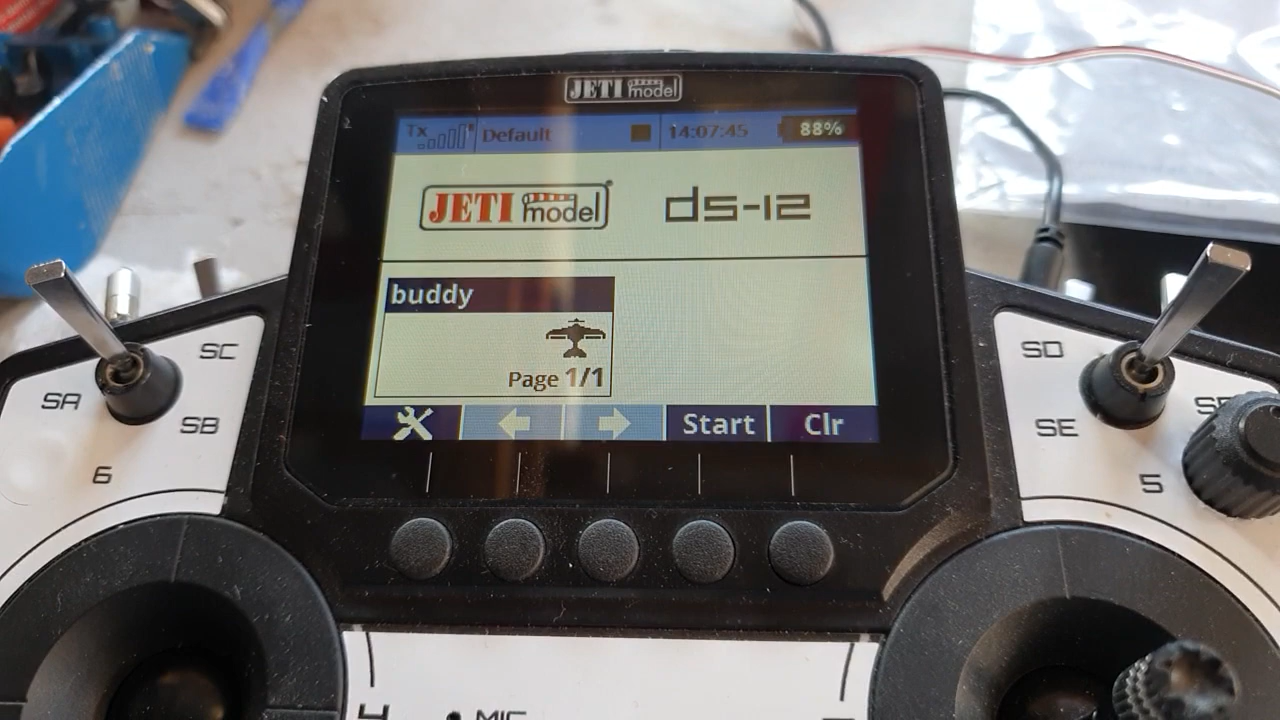 JETI model
Tx Default 14:07:45 88%
JETI model ds-12
buddy
Page 1/1
Start Clr
SC
SA
SB
6
SD
SE
5
4 MIC